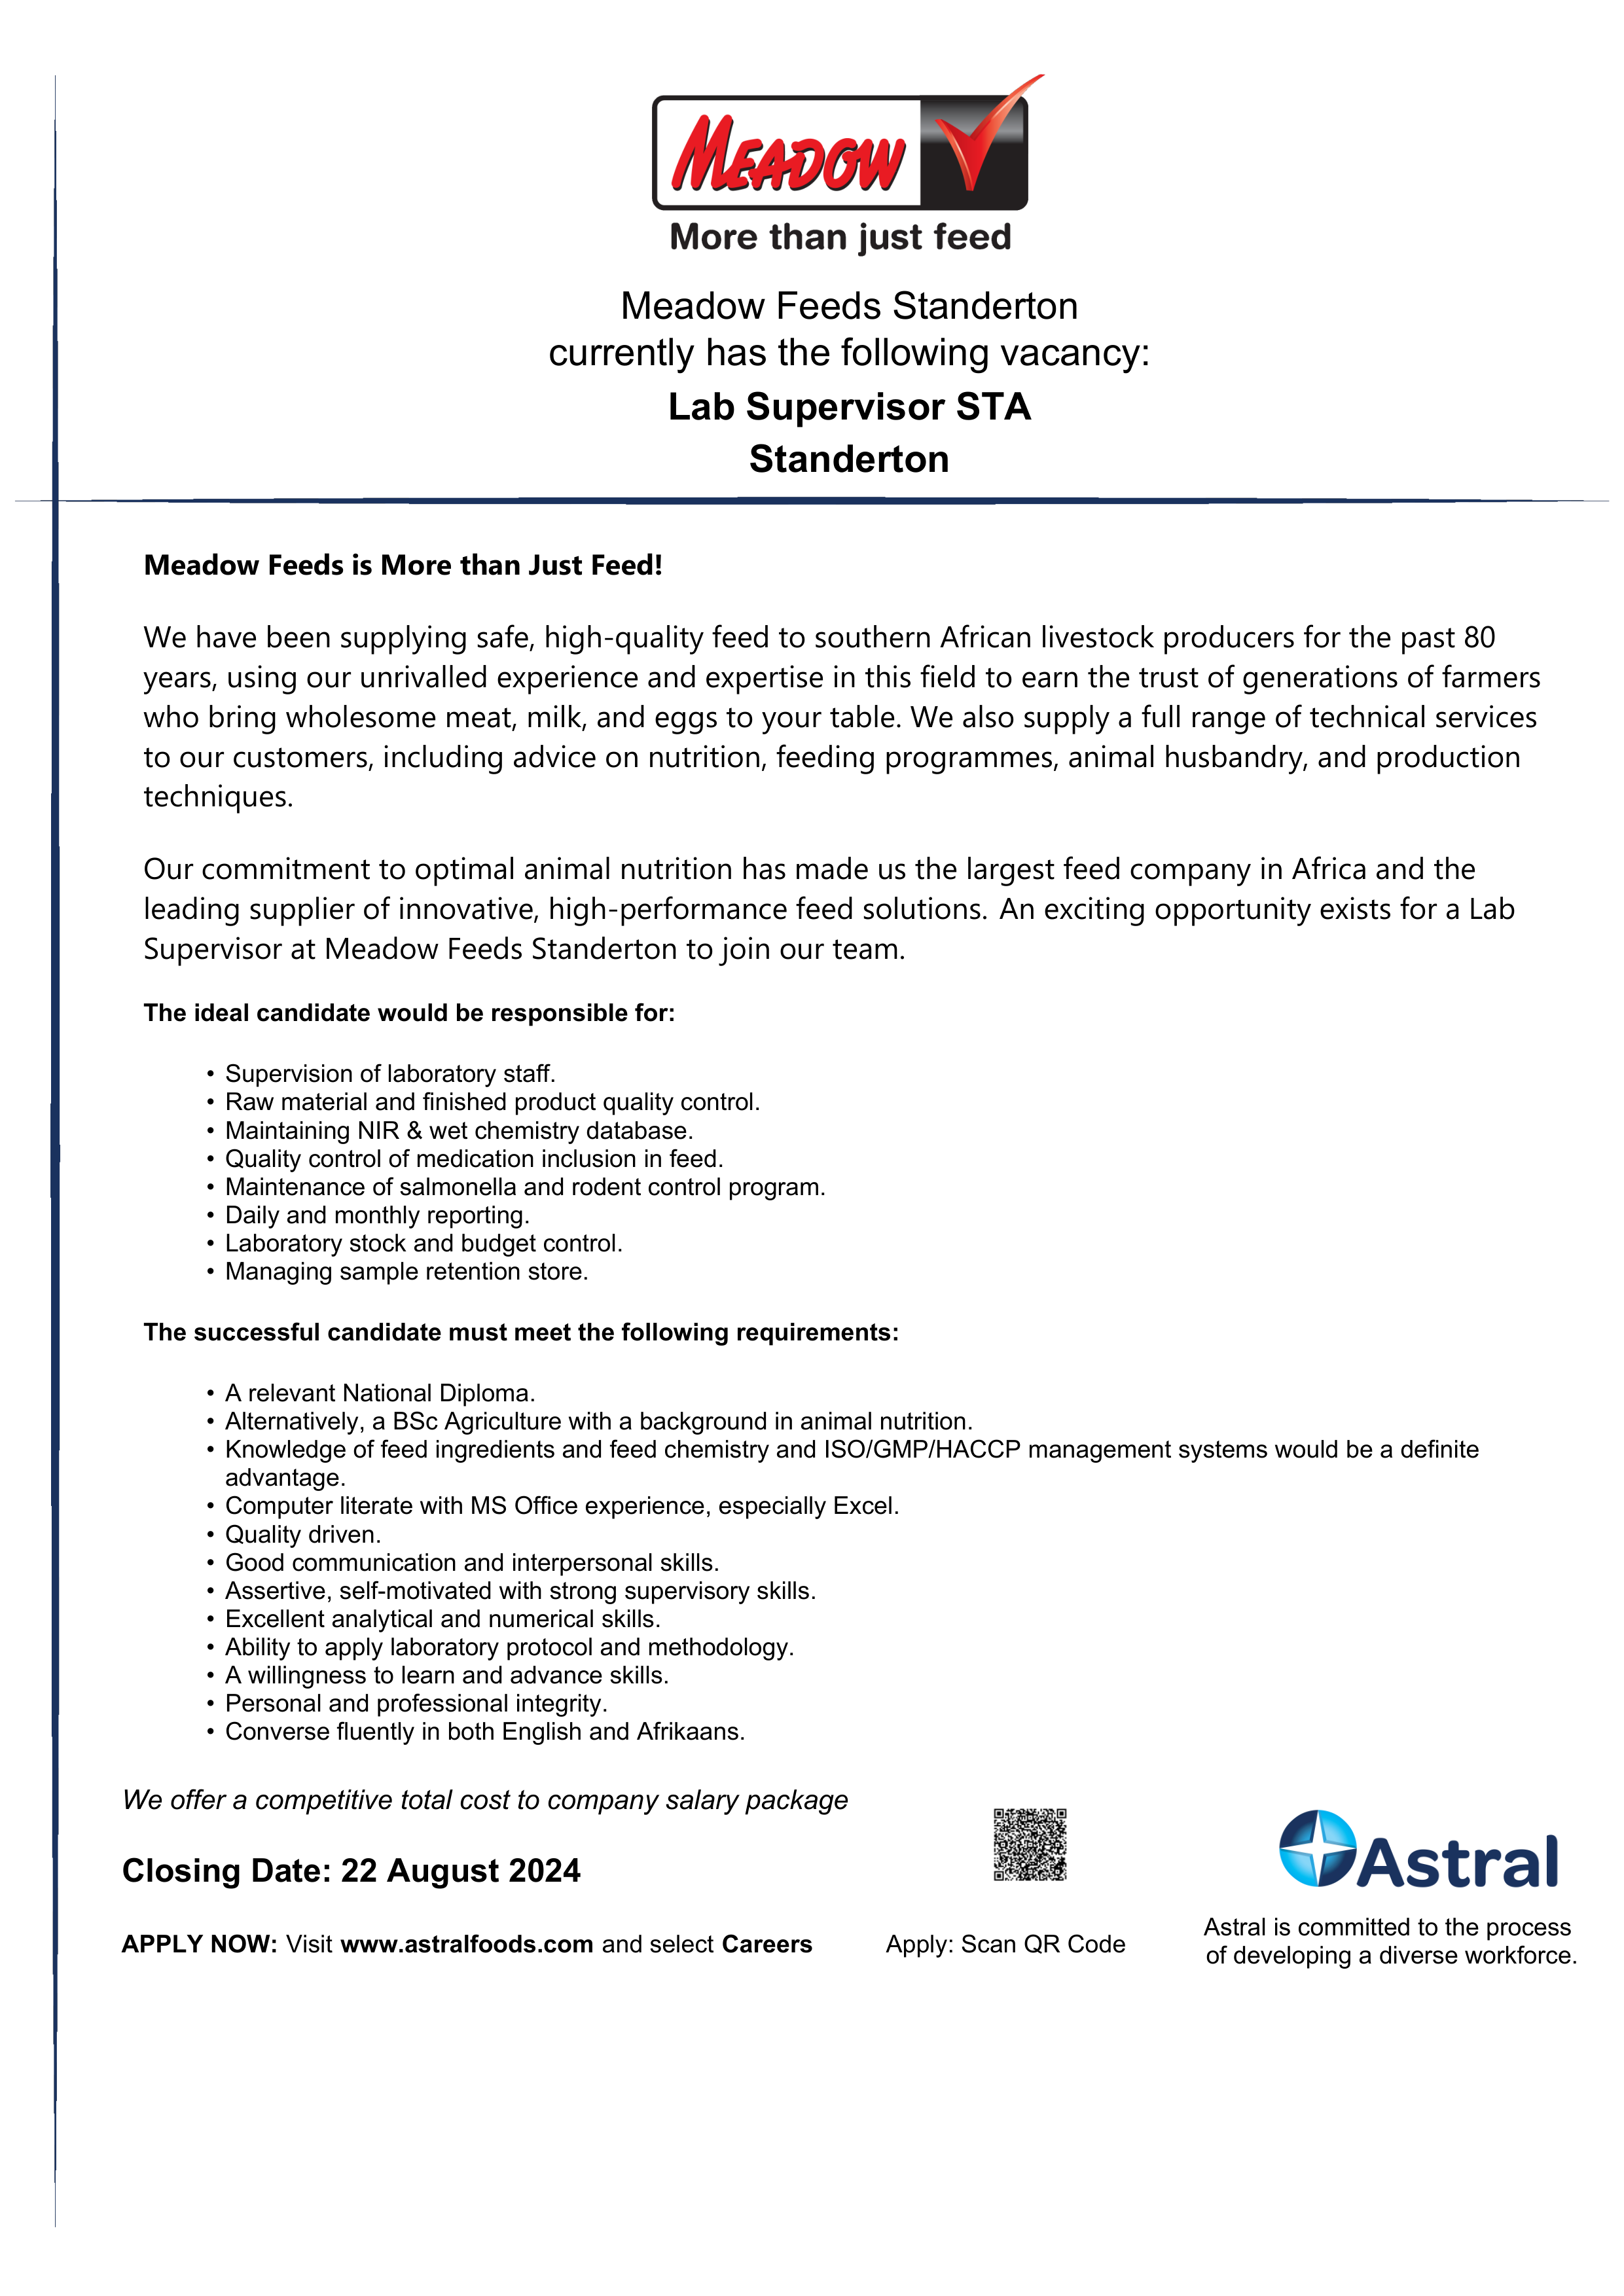 MEADOW
More than just feed
Meadow Feeds Standerton
currently has the following vacancy:
Lab Supervisor STA
Standerton
Meadow Feeds is More than Just Feed!
We have been supplying safe, high-quality feed to southern African livestock producers for the past 80
years, using our unrivalled experience and expertise in this field to earn the trust of generations of farmers
who bring wholesome meat, milk, and eggs to your table. We also supply a full range of technical services
to our customers, including advice on nutrition, feeding programmes, animal husbandry, and production
techniques.
Our commitment to optimal animal nutrition has made us the largest feed company in Africa and the
leading supplier of innovative, high-performance feed solutions. An exciting opportunity exists for a Lab
Supervisor at Meadow Feeds Standerton to join our team.
The ideal candidate would be responsible for:
• Supervision of laboratory staff.
• Raw material and finished product quality control.
• Maintaining NIR & wet chemistry database.
• Quality control of medication inclusion in feed.
• Maintenance of salmonella and rodent control program.
• Daily and monthly reporting.
• Laboratory stock and budget control.
• Managing sample retention store.
The successful candidate must meet the following requirements:
• A relevant National Diploma.
• Alternatively, a BSc Agriculture with a background in animal nutrition.
• Knowledge of feed ingredients and feed chemistry and ISO/GMP/HACCP management systems would be a definite
advantage.
• Computer literate with MS Office experience, especially Excel.
• Quality driven.
• Good communication and interpersonal skills.
• Assertive, self-motivated with strong supervisory skills.
• Excellent analytical and numerical skills.
• Ability to apply laboratory protocol and methodology.
• A willingness to learn and advance skills.
• Personal and professional integrity.
• Converse fluently in both English and Afrikaans.
We offer a competitive total cost to company salary package
Closing Date: 22 August 2024
APPLY NOW: Visit www.astralfoods.com and select Careers
Apply: Scan QR Code
Astral
Astral is committed to the process
of developing a diverse workforce.